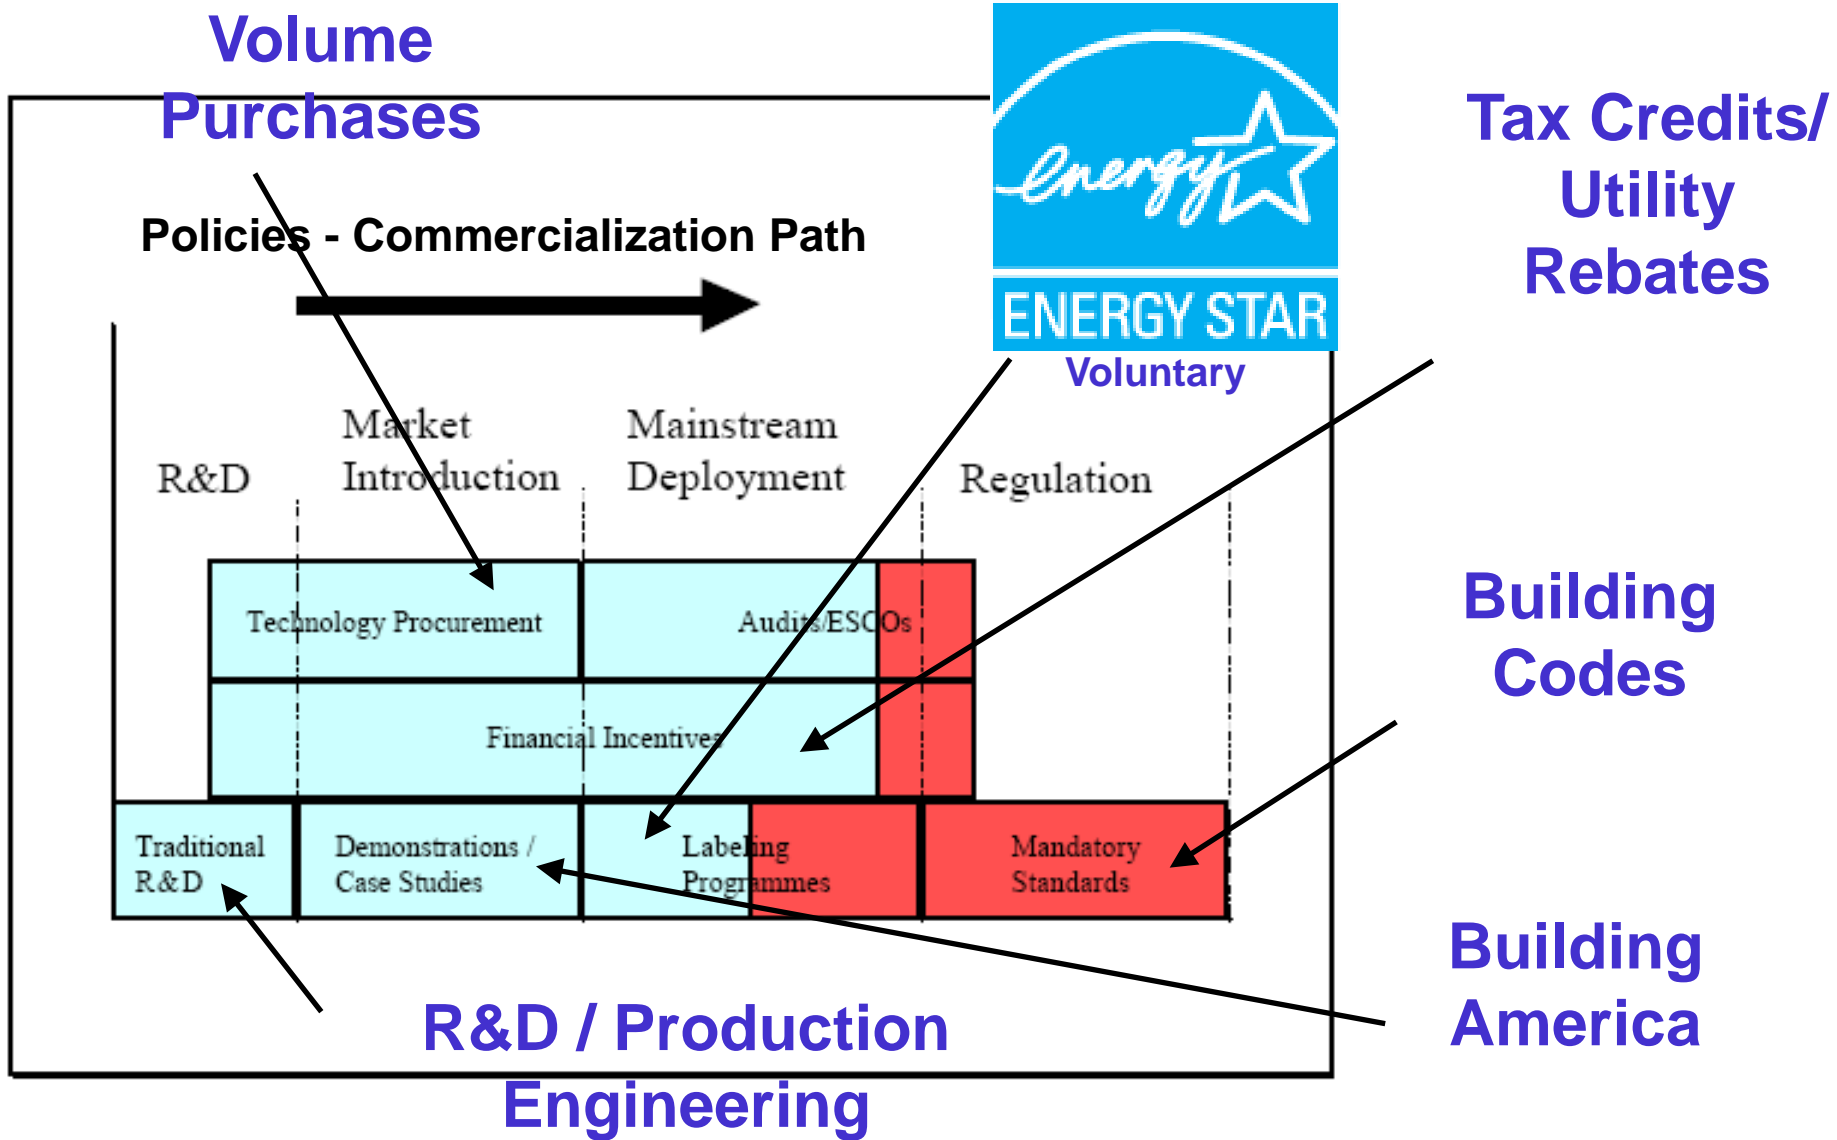 Volume
Purchases
energy
ENERGY STAR
Voluntary
Tax Credits/
Utility
Rebates
Policies - Commercialization Path
R&D
Market
Introduction
Mainstream
Deployment
Regulation
Technology Procurement
Audits/ESCOs
Financial Incentives
Traditional
R&D
Demonstrations /
Case Studies
Labeling
Programmes
Mandatory
Standards
Building
Codes
Building
America
R&D / Production
Engineering